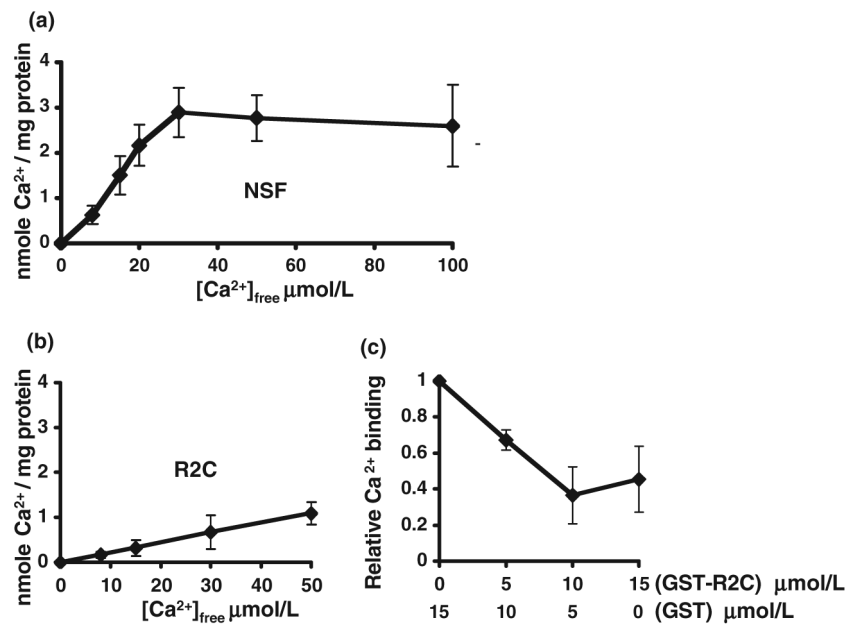 (a)
nmole Ca²⁺ / mg protein
4
3
2
1
0
NSF
0 20 40 60 80 100
[Ca²⁺]free µmol/L
(b)
nmole Ca²⁺ / mg protein
4
3
2
1
0
R2C
0 10 20 30 40 50
[Ca²⁺]free µmol/L
(c)
Relative Ca²⁺ binding
1
0.8
0.6
0.4
0.2
0
0 5 10 15 (GST-R2C) µmol/L
15 10 5 0 (GST) µmol/L